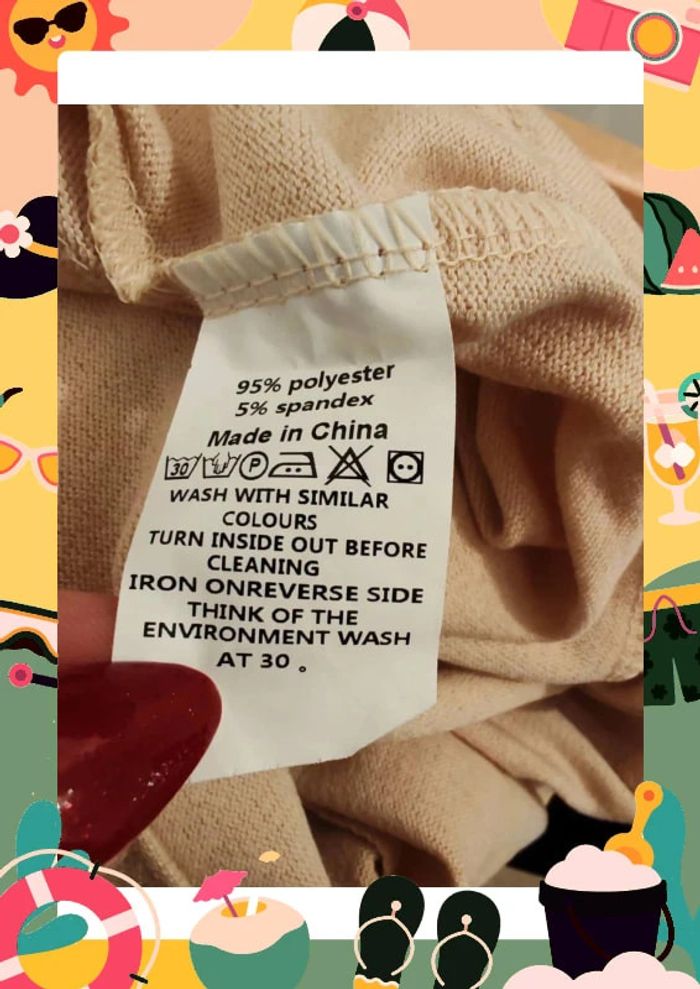 95% polyester
5% spandex
Made in China
30 P
WASH WITH SIMILAR
COLOURS
TURN INSIDE OUT BEFORE
CLEANING
IRON ONREVERSE SIDE
THINK OF THE
ENVIRONMENT WASH
AT 30 。